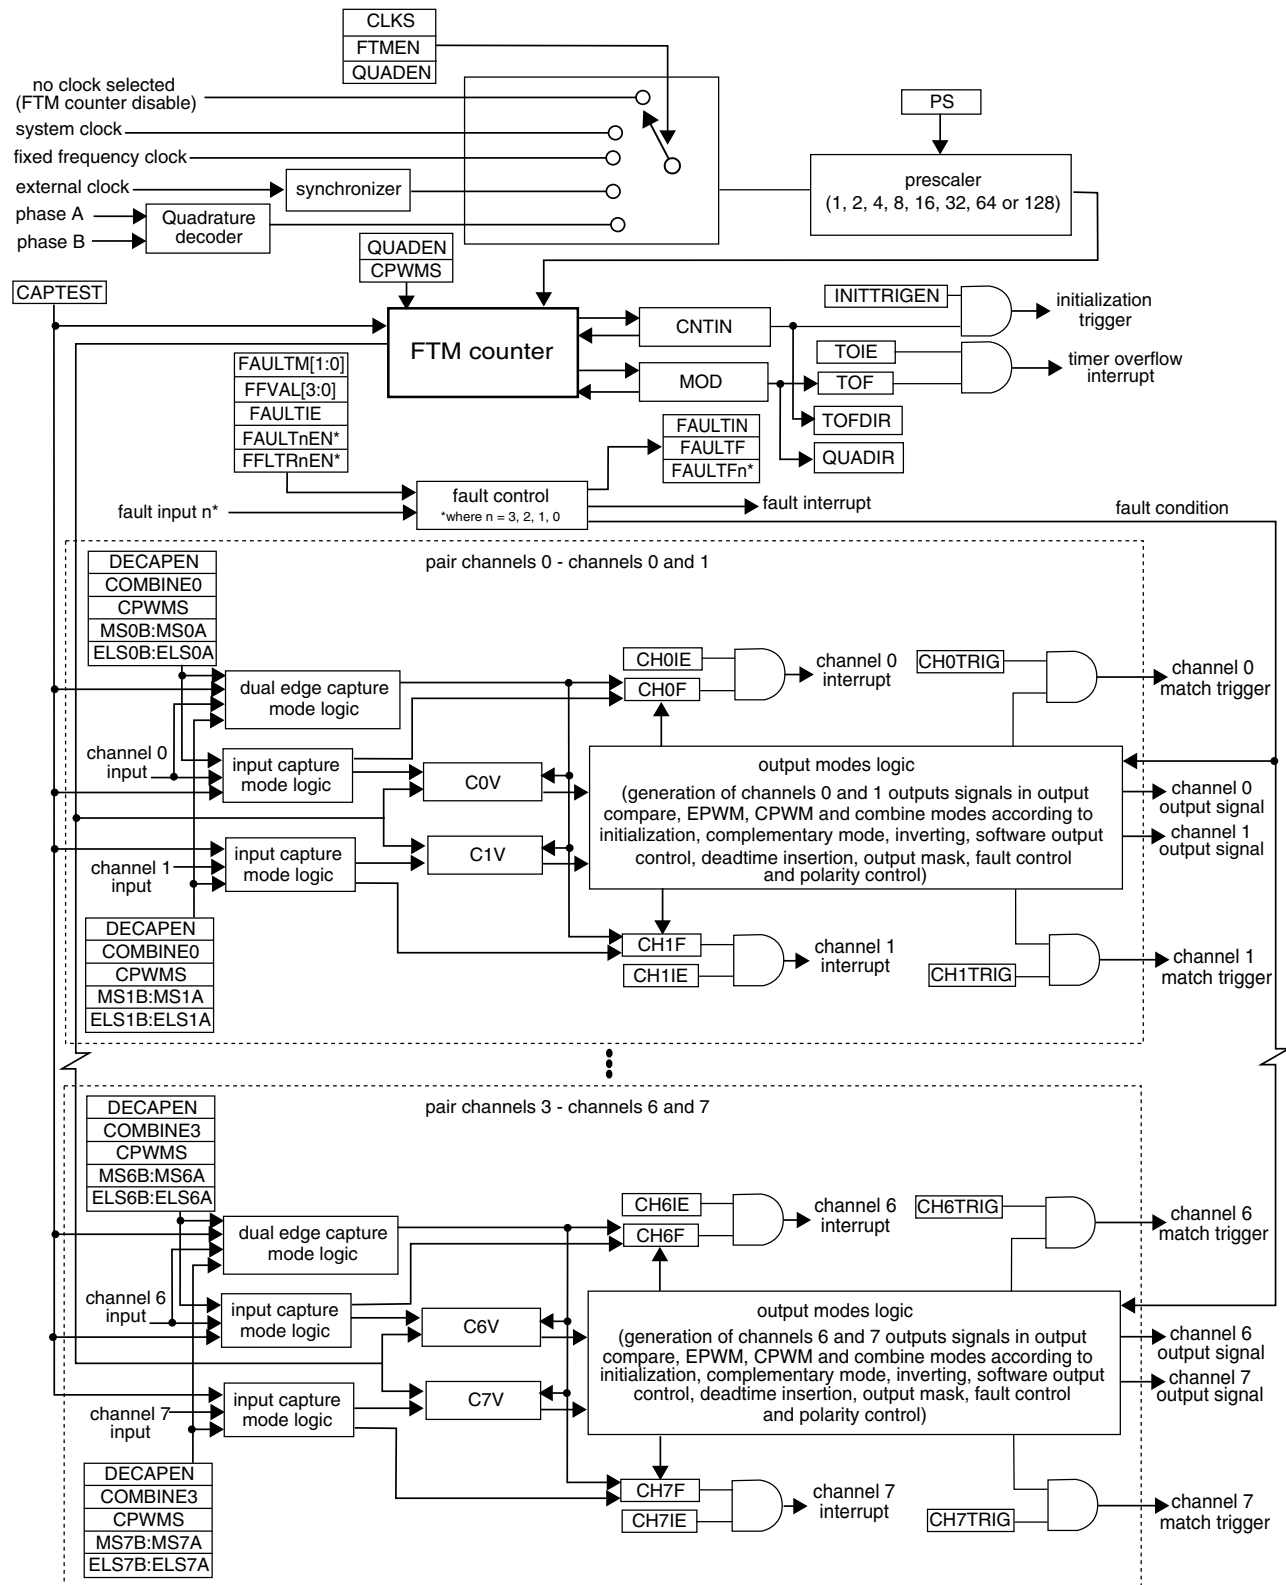 CLKS
FTMEN
QUADEN
no clock selected
(FTM counter disable)
system clock
fixed frequency clock
external clock
synchronizer
phase A
phase B
Quadrature
decoder
PS
prescaler
(1, 2, 4, 8, 16, 32, 64 or 128)
QUADEN
CPWMS
CAPTEST
FTM counter
CNTIN
MOD
INITTRIGEN
initialization
trigger
TOIE
TOF
timer overflow
interrupt
TOFDIR
QUADIR
FAULTM[1:0]
FFVAL[3:0]
FAULTIE
FAULTnEN*
FFLTRnEN*
FAULTIN
FAULTF
FAULTFn*
fault input n*
fault control
*where n = 3, 2, 1, 0
fault interrupt
fault condition
pair channels 0 - channels 0 and 1
DECAPEN
COMBINE0
CPWMS
MS0B:MS0A
ELS0B:ELS0A
dual edge capture
mode logic
CH0IE
CH0F
channel 0
interrupt
CH0TRIG
channel 0
match trigger
channel 0
input
input capture
mode logic
C0V
output modes logic
(generation of channels 0 and 1 outputs signals in output
compare, EPWM, CPWM and combine modes according to
initialization, complementary mode, inverting, software output
control, deadtime insertion, output mask, fault control
and polarity control)
channel 0
output signal
channel 1
output signal
channel 1
input
input capture
mode logic
C1V
DECAPEN
COMBINE0
CPWMS
MS1B:MS1A
ELS1B:ELS1A
CH1F
CH1IE
channel 1
interrupt
CH1TRIG
channel 1
match trigger
pair channels 3 - channels 6 and 7
DECAPEN
COMBINE3
CPWMS
MS6B:MS6A
ELS6B:ELS6A
dual edge capture
mode logic
CH6IE
CH6F
channel 6
interrupt
CH6TRIG
channel 6
match trigger
channel 6
input
input capture
mode logic
C6V
output modes logic
(generation of channels 6 and 7 outputs signals in output
compare, EPWM, CPWM and combine modes according to
initialization, complementary mode, inverting, software output
control, deadtime insertion, output mask, fault control
and polarity control)
channel 6
output signal
channel 7
output signal
channel 7
input
input capture
mode logic
C7V
DECAPEN
COMBINE3
CPWMS
MS7B:MS7A
ELS7B:ELS7A
CH7F
CH7IE
channel 7
interrupt
CH7TRIG
channel 7
match trigger